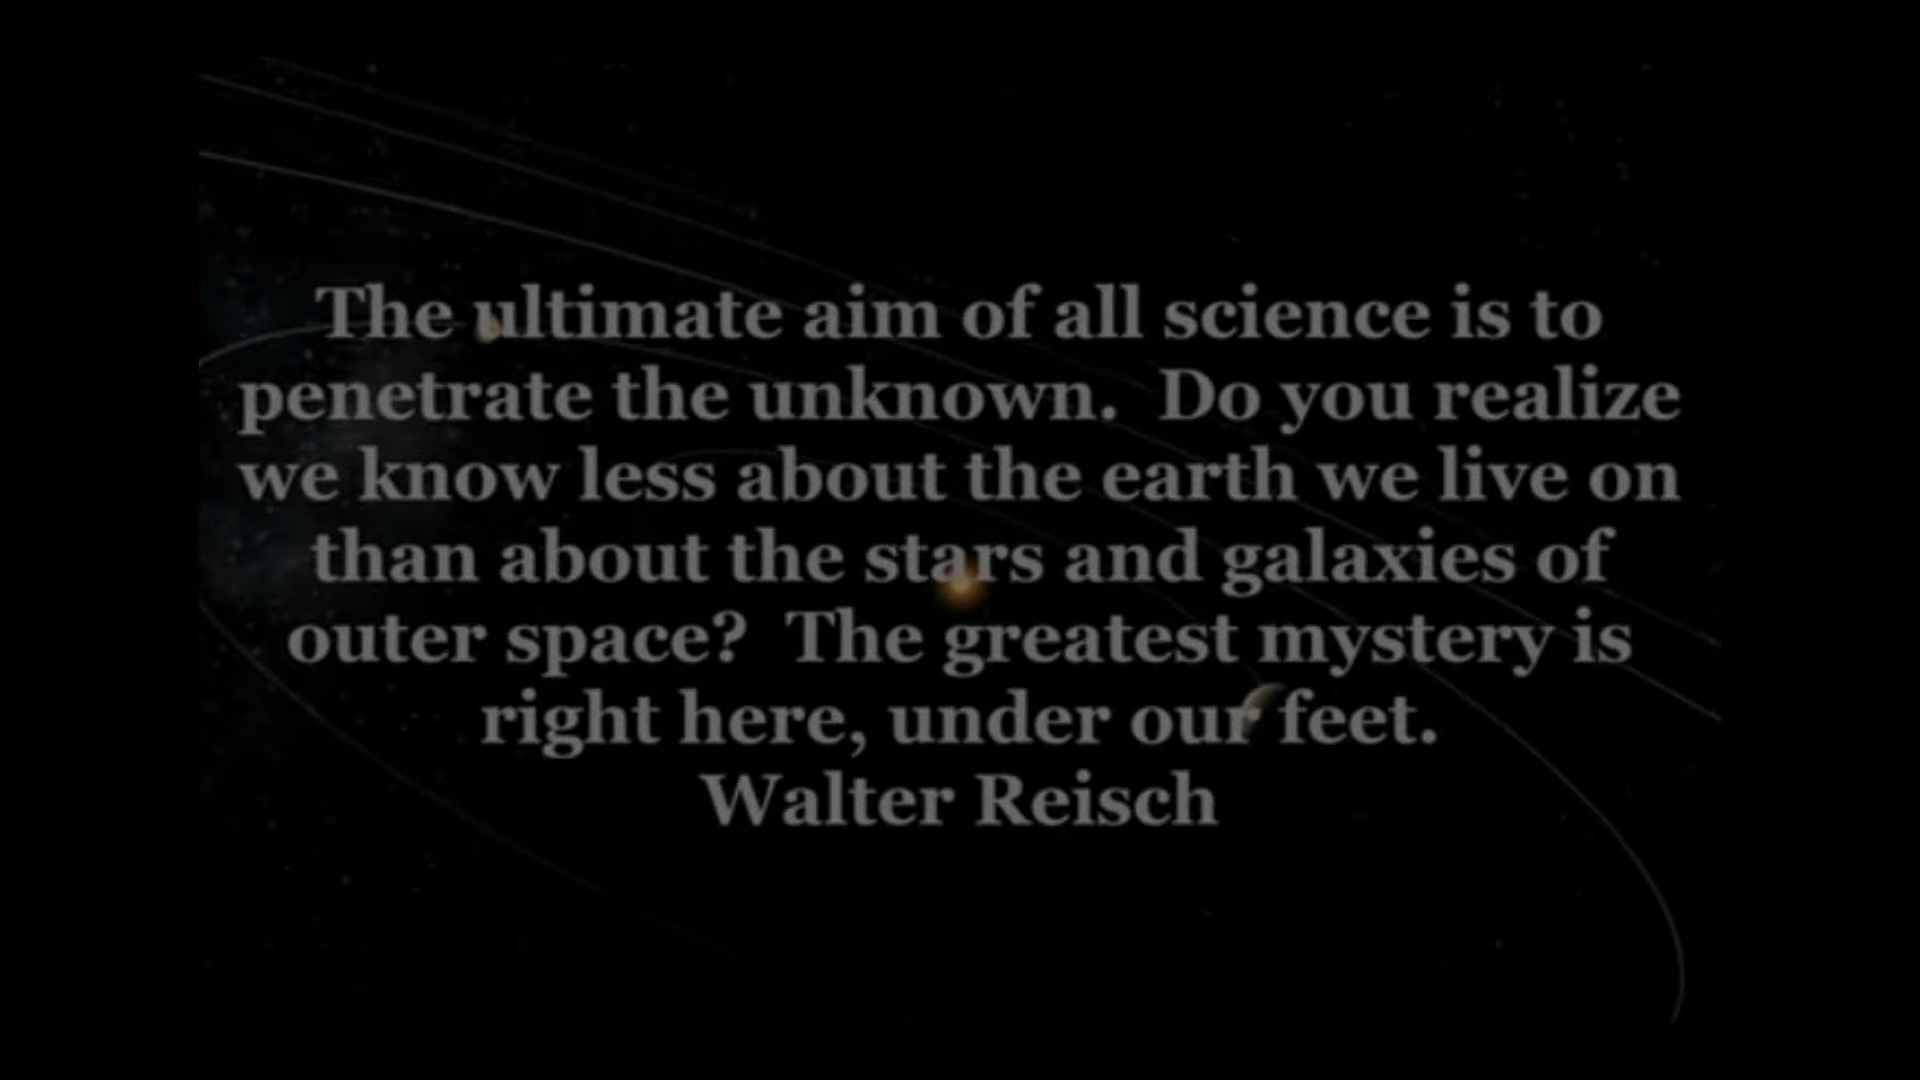 The ultimate aim of all science is to
penetrate the unknown.  Do you realize
we know less about the earth we live on
than about the stars and galaxies of
outer space?  The greatest mystery is
right here, under our feet.
Walter Reisch